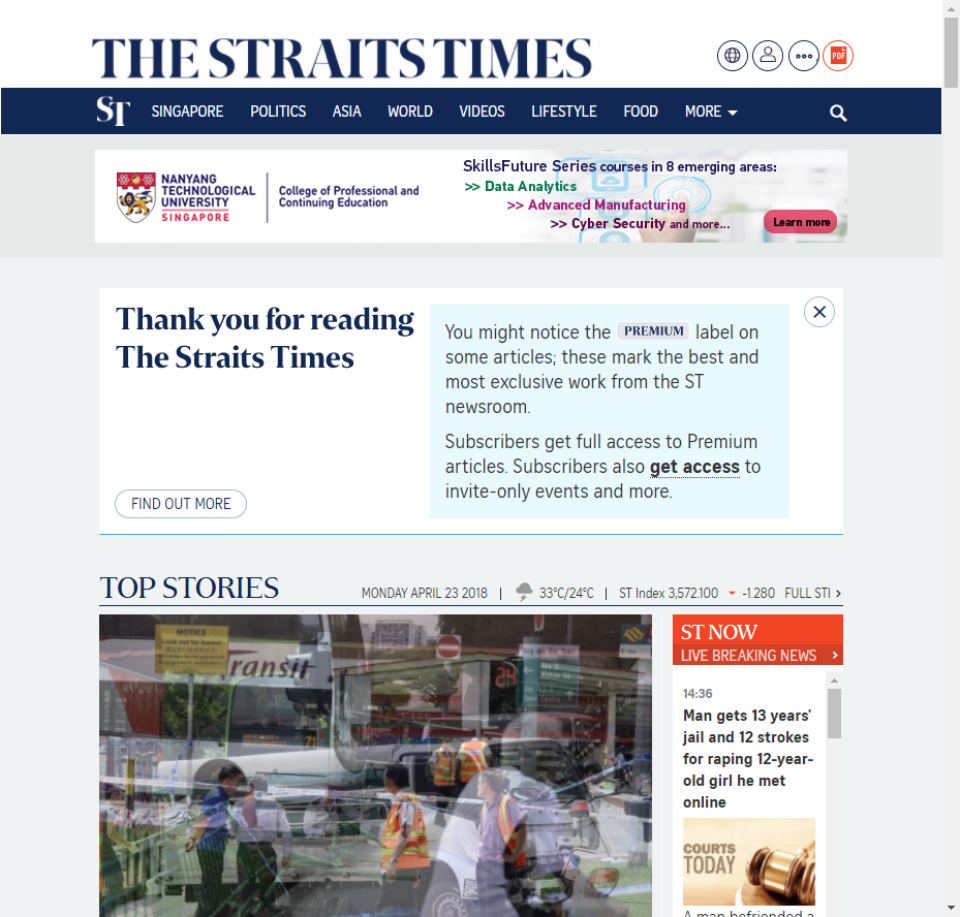 THE STRAITS TIMES
PDF
ST
SINGAPORE POLITICS ASIA WORLD VIDEOS LIFESTYLE FOOD MORE
NANYANG
TECHNOLOGICAL
UNIVERSITY
SINGAPORE
College of Professional and
Continuing Education
SkillsFuture Series courses in 8 emerging areas:
>> Data Analytics
>> Advanced Manufacturing
>> Cyber Security and more...
Learn more
Thank you for reading
The Straits Times
You might notice the PREMIUM label on
some articles; these mark the best and
most exclusive work from the ST
newsroom.
Subscribers get full access to Premium
articles. Subscribers also get access to
invite-only events and more.
FIND OUT MORE
TOP STORIES
MONDAY APRIL 23 2018 | 33°C/24°C | ST Index 3,572.100 -1.280 FULL STI
NOTICE
Look out for buses!
ransit
24
ST NOW
LIVE BREAKING NEWS
14:36
Man gets 13 years'
jail and 12 strokes
for raping 12-year-
old girl he met
online
COURTS
TODAY
A man befriended a